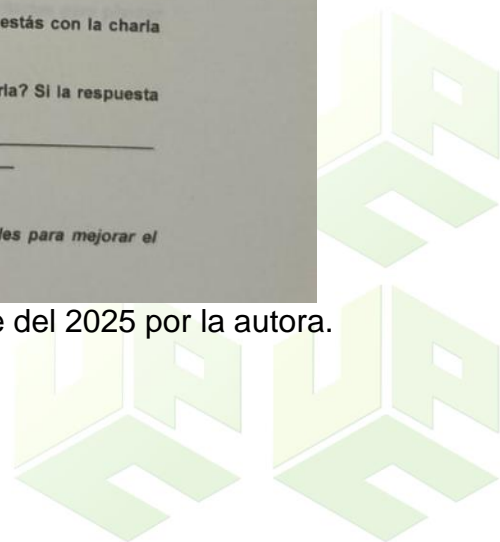 estás con la charla
rla? Si la respuesta
les para mejorar el
e del 2025 por la autora.